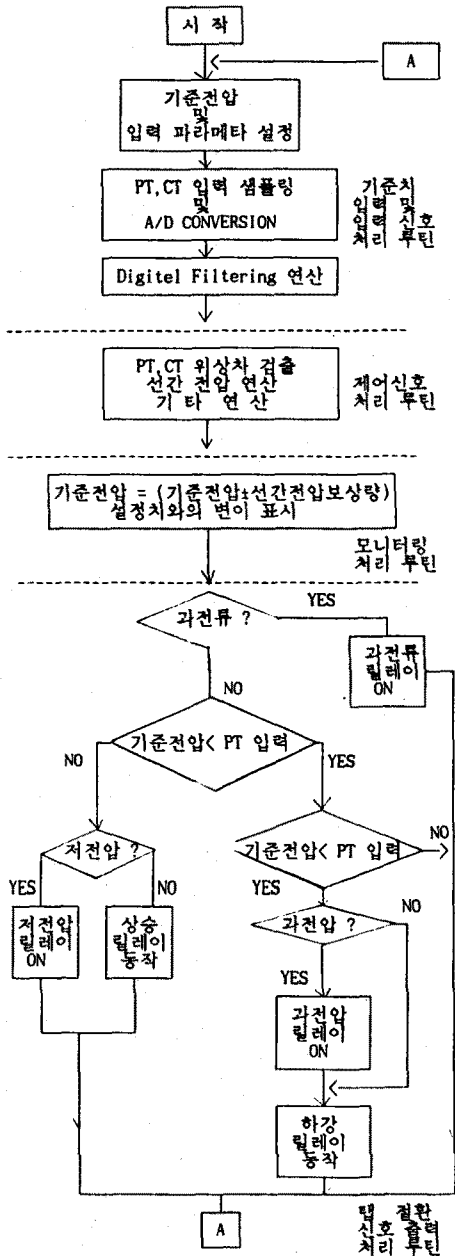 시 작
A
기준전압
및
입력 파라메타 설정
PT,CT 입력 샘플링
및
A/D CONVERSION
기준치
입력 및
입력 신호
처리 루틴
Digitel Filtering 연산
PT,CT 위상차 검출
선간 전압 연산
기 타 연 산
제어신호
처리 루틴
기준전압 = (기준전압±선간전압보상량)
설정치와의 변이 표시
모니터링
처리 루틴
과전류 ?
YES
과전류
릴레이
ON
NO
기준전압< PT 입력
NO
YES
저전압 ?
기준전압< PT 입력
NO
YES
NO
YES
저전압
릴레이
ON
상승
릴레이
동작
과전압 ?
NO
YES
과전압
릴레이
ON
하강
릴레이
동작
A
탭 절환
신호 출력
처리 루틴